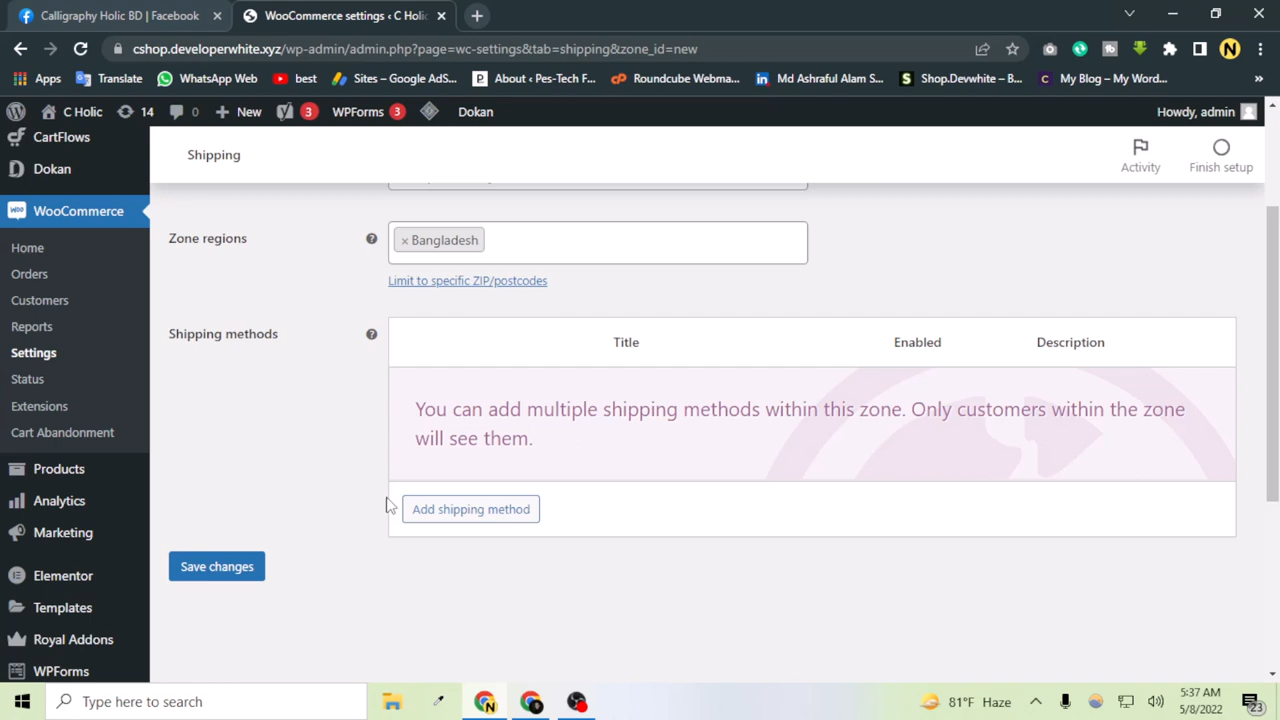 Calligraphy Holic BD | Facebook
WooCommerce settings ‹ C Holic
cshop.developerwhite.xyz/wp-admin/admin.php?page=wc-settings&tab=shipping&zone_id=new
Apps
Translate
WhatsApp Web
best
Sites – Google AdS...
About ‹ Pes-Tech F...
Roundcube Webma...
Md Ashraful Alam S...
Shop.Devwhite – B...
My Blog – My Word...
»
C Holic
14
0
New
3
WPForms
3
Dokan
Howdy, admin
CartFlows
Dokan
WooCommerce
Home
Orders
Customers
Reports
Settings
Status
Extensions
Cart Abandonment
Products
Analytics
Marketing
Elementor
Templates
Royal Addons
WPForms
Shipping
Activity
Finish setup
Zone regions
× Bangladesh
Limit to specific ZIP/postcodes
Shipping methods
Title
Enabled
Description
You can add multiple shipping methods within this zone. Only customers within the zone
will see them.
Add shipping method
Save changes
Type here to search
81°F Haze
5:37 AM
5/8/2022
23